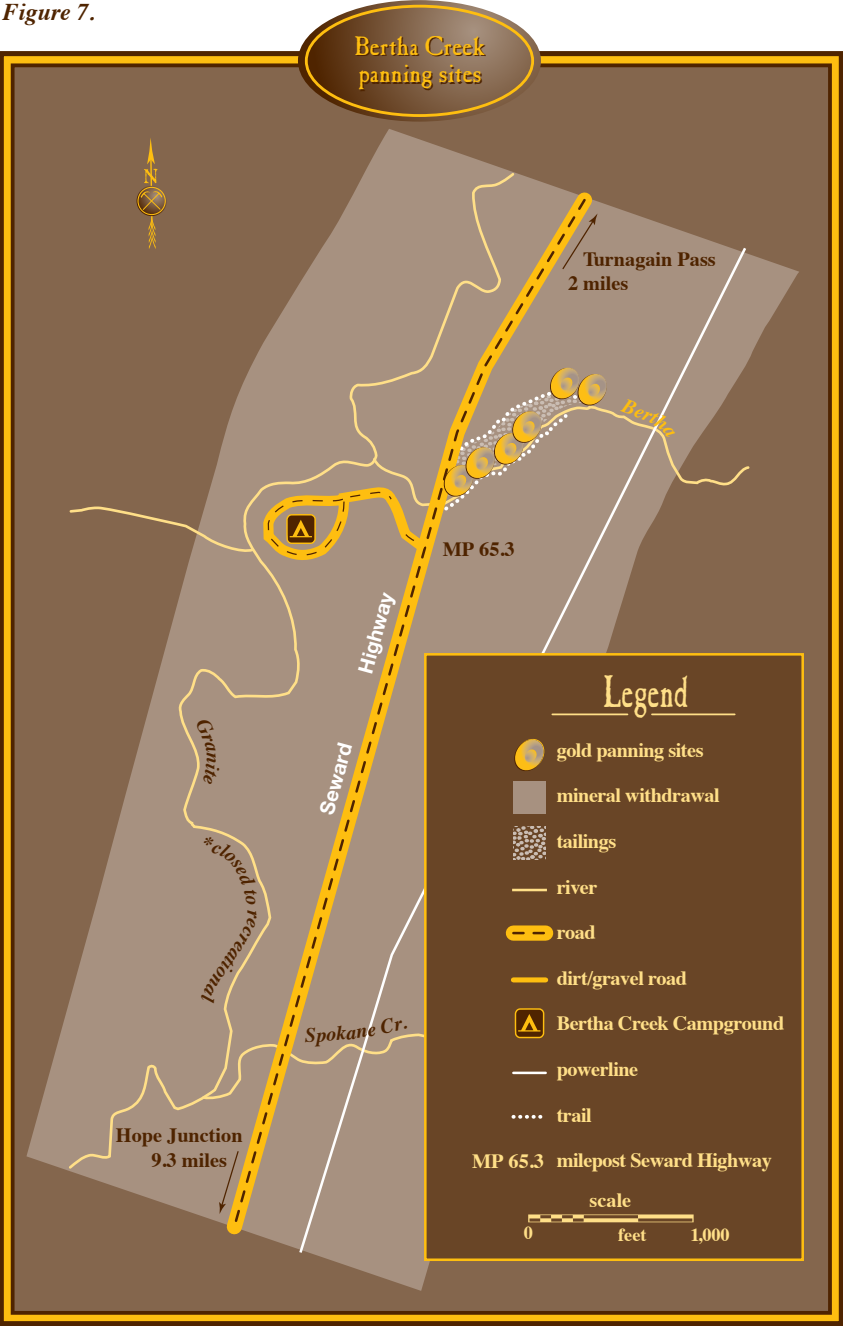 Figure 7.
Bertha Creek
panning sites
N
Turnagain Pass
2 miles
Bertha
MP 65.3
Highway
Seward
Granite
*closed to recreational
Spokane Cr.
Hope Junction
9.3 miles
Legend
gold panning sites
mineral withdrawal
tailings
river
road
dirt/gravel road
Bertha Creek Campground
powerline
trail
MP 65.3 milepost Seward Highway
scale
0 feet 1,000